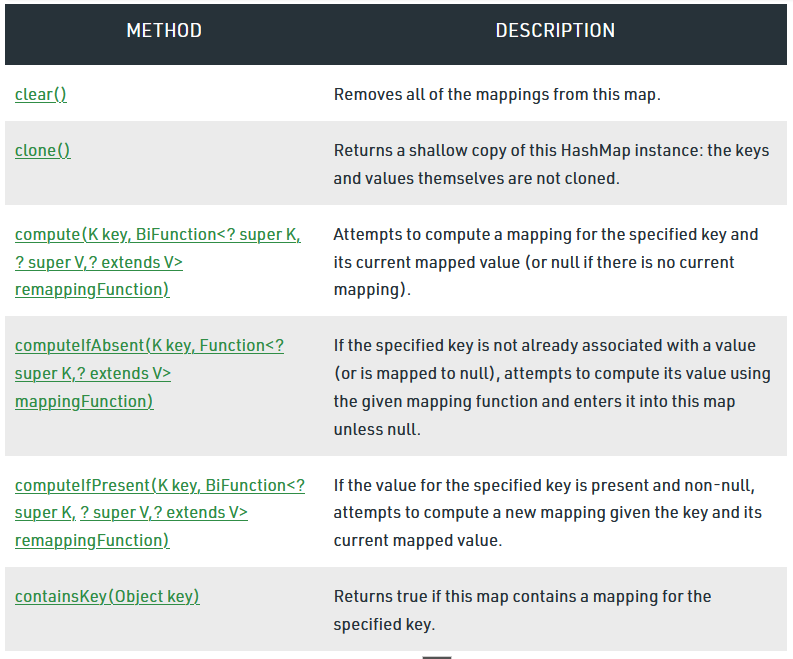 METHOD DESCRIPTION
clear() Removes all of the mappings from this map.
clone() Returns a shallow copy of this HashMap instance: the keys
and values themselves are not cloned.
compute(K key, BiFunction<? super K, Attempts to compute a mapping for the specified key and
? super V,? extends V> its current mapped value (or null if there is no current
remappingFunction) mapping).
computeIfAbsent(K key, Function<? If the specified key is not already associated with a value
super K,? extends V> (or is mapped to null), attempts to compute its value using
mappingFunction) the given mapping function and enters it into this map
unless null.
computeIfPresent(K key, BiFunction<? If the value for the specified key is present and non-null,
super K, ? super V,? extends V> attempts to compute a new mapping given the key and its
remappingFunction) current mapped value.
containsKey(Object key) Returns true if this map contains a mapping for the
specified key.